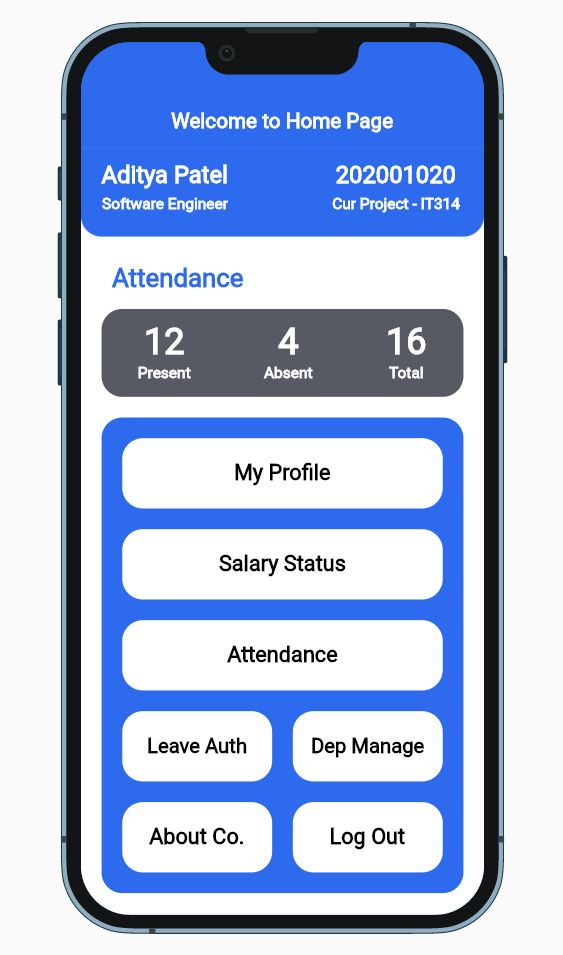 Welcome to Home Page
Aditya Patel 202001020
Software Engineer Cur Project - IT314
Attendance
12 4 16
Present Absent Total
My Profile
Salary Status
Attendance
Leave Auth Dep Manage
About Co. Log Out